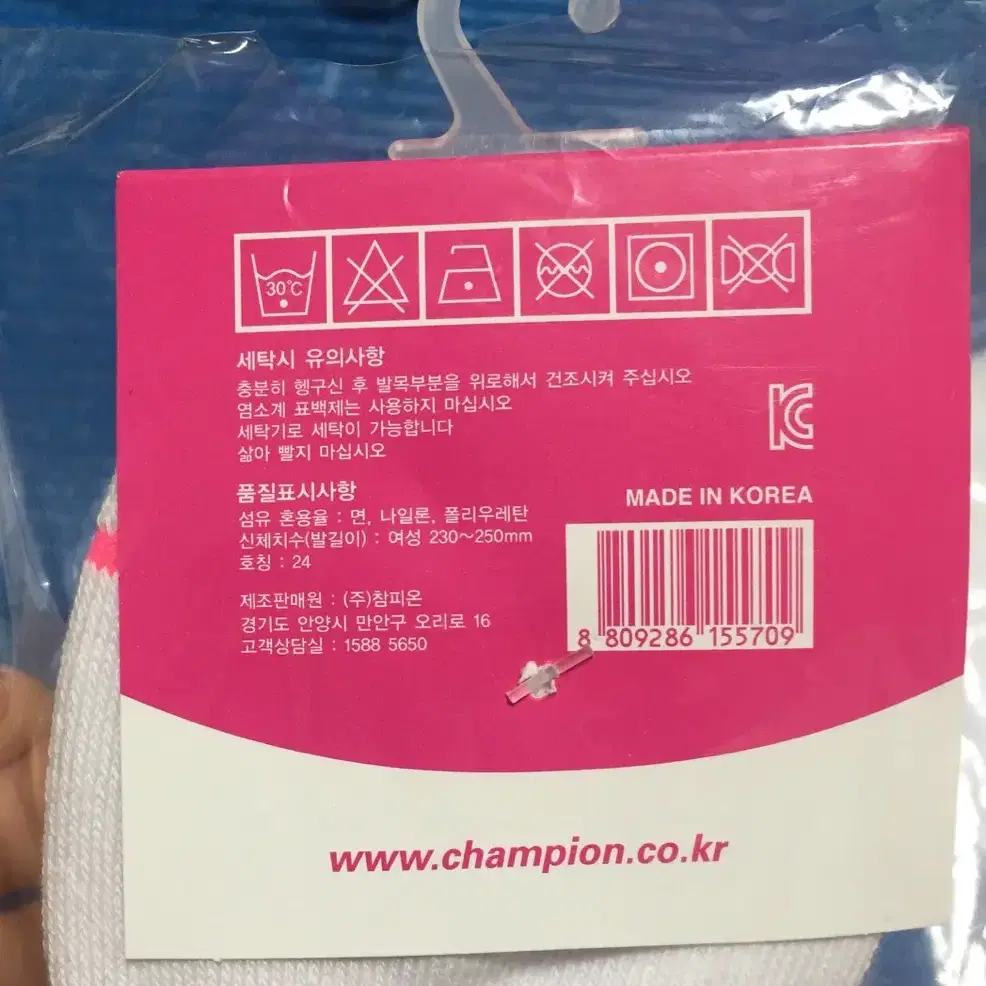 30℃
세탁시 유의사항
충분히 헹구신 후 발목부분을 위로해서 건조시켜 주십시오
염소계 표백제는 사용하지 마십시오
세탁기로 세탁이 가능합니다
삶아 빨지 마십시오
품질표시사항
섬유 혼용율 : 면, 나일론, 폴리우레탄
신체치수(발길이) : 여성 230～250mm
호칭 : 24
제조판매원 : (주)참피온
경기도 안양시 만안구 오리로 16
고객상담실 : 1588 5650
KC
MADE IN KOREA
8 809286 155709
www.champion.co.kr